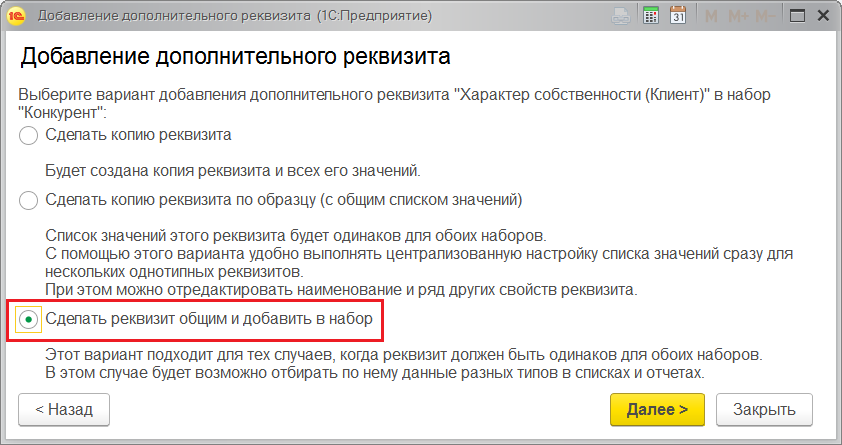 1С Добавление дополнительного реквизита (1С:Предприятие) 31 M M+ M-
Добавление дополнительного реквизита
Выберите вариант добавления дополнительного реквизита "Характер собственности (Клиент)" в набор
"Конкурент":
Сделать копию реквизита
Будет создана копия реквизита и всех его значений.
Сделать копию реквизита по образцу (с общим списком значений)
Список значений этого реквизита будет одинаков для обоих наборов.
С помощью этого варианта удобно выполнять централизованную настройку списка значений сразу для
нескольких однотипных реквизитов.
При этом можно отредактировать наименование и ряд других свойств реквизита.
Сделать реквизит общим и добавить в набор
Этот вариант подходит для тех случаев, когда реквизит должен быть одинаков для обоих наборов.
В этом случае будет возможно отбирать по нему данные разных типов в списках и отчетах.
< Назад Далее > Закрыть